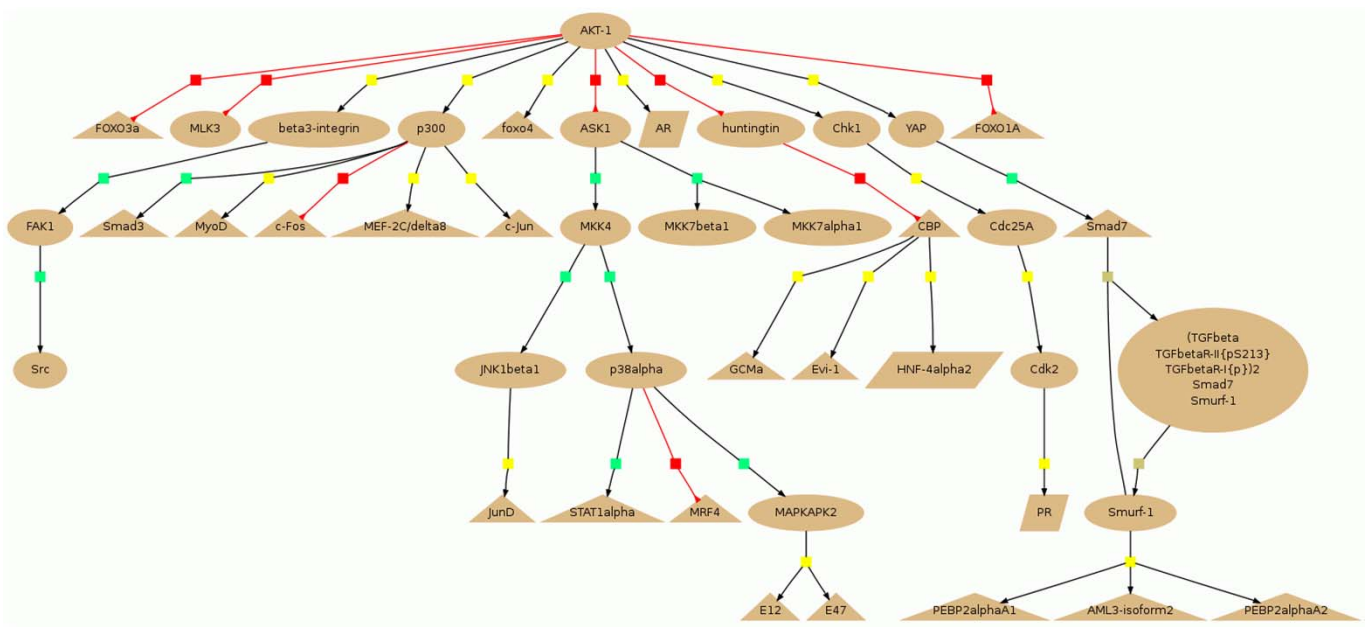 AKT-1
FOXO3a
MLK3
beta3-integrin
p300
foxo4
ASK1
AR
huntingtin
Chk1
YAP
FOXO1A
FAK1
Smad3
MyoD
c-Fos
MEF-2C/delta8
c-Jun
MKK4
MKK7beta1
MKK7alpha1
CBP
Cdc25A
Smad7
Src
JNK1beta1
p38alpha
GCMa
Evi-1
HNF-4alpha2
Cdk2
(TGFbeta
TGFbetaR-II{pS213}
TGFbetaR-I{p})2
Smad7
Smurf-1
JunD
STAT1alpha
MRF4
MAPKAPK2
PR
Smurf-1
E12
E47
PEBP2alphaA1
AML3-isoform2
PEBP2alphaA2